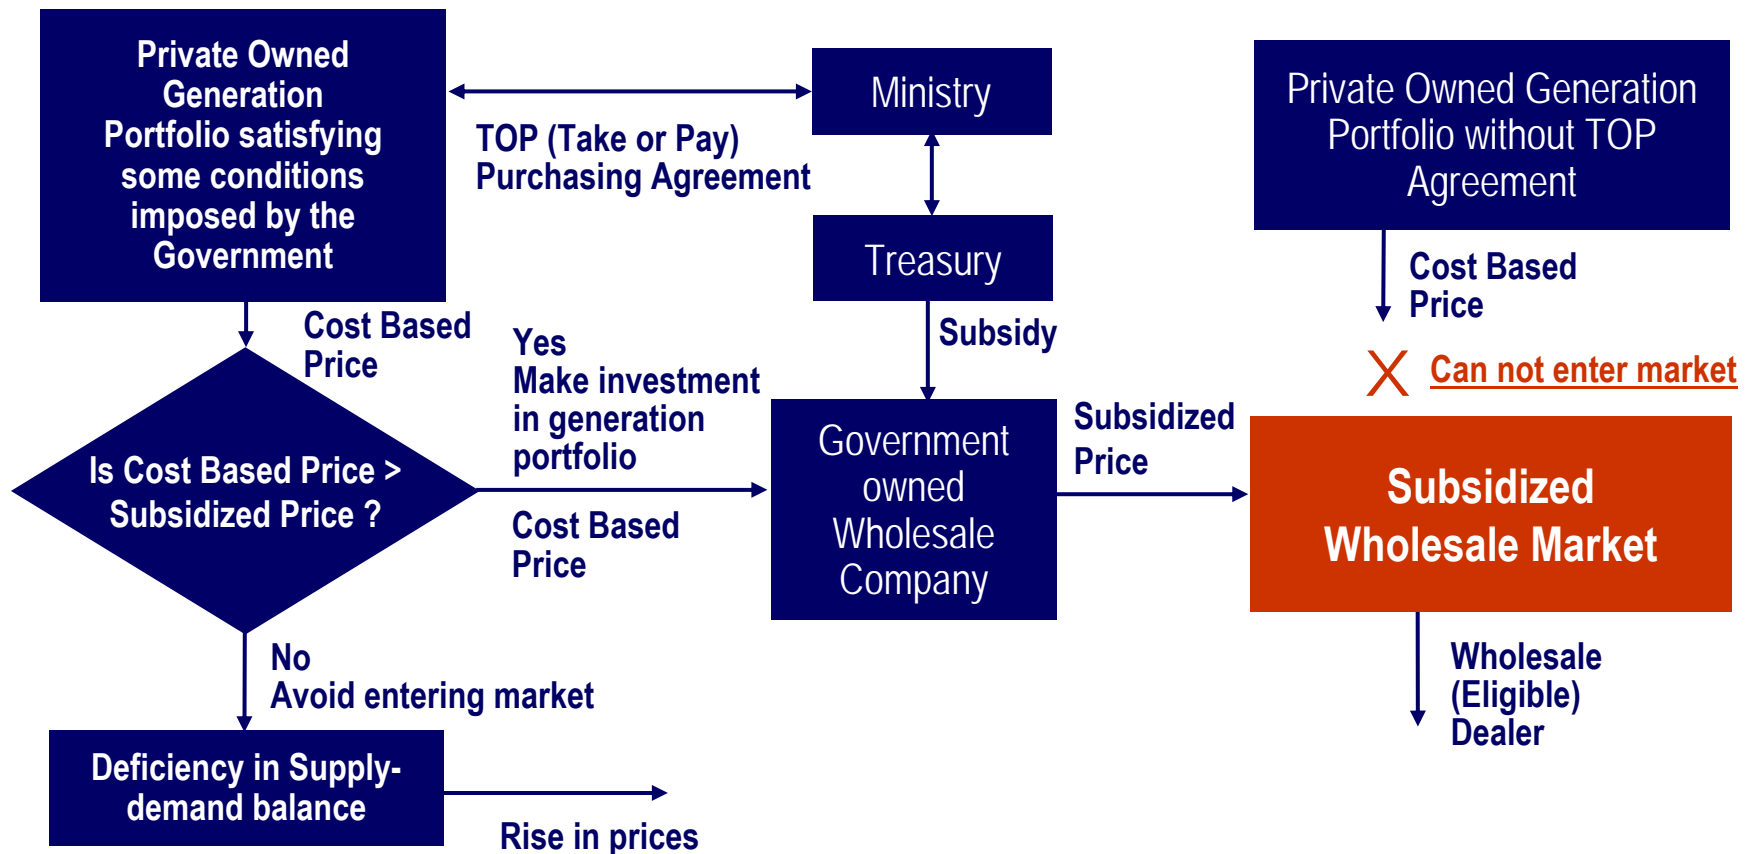 Private Owned
Generation
Portfolio satisfying
some conditions
imposed by the
Government
TOP (Take or Pay)
Purchasing Agreement
Ministry
Treasury
Subsidy
Private Owned Generation
Portfolio without TOP
Agreement
Cost Based
Price
X
Can not enter market
Cost Based
Price
Is Cost Based Price >
Subsidized Price ?
Yes
Make investment
in generation
portfolio
Cost Based
Price
Government
owned
Wholesale
Company
Subsidized
Price
Subsidized
Wholesale Market
Wholesale
(Eligible)
Dealer
No
Avoid entering market
Deficiency in Supply-
demand balance
Rise in prices